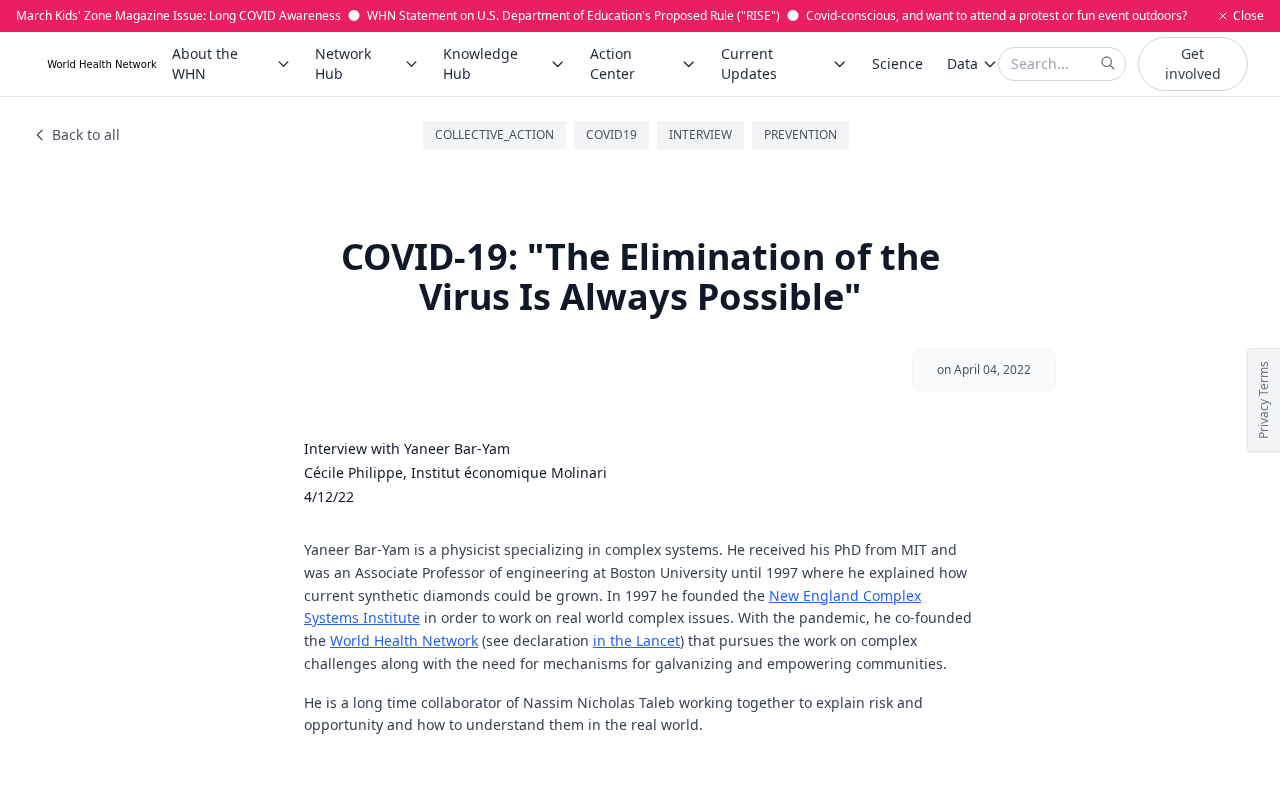 March Kids' Zone Magazine Issue: Long COVID Awareness WHN Statement on U.S. Department of Education's Proposed Rule ("RISE") Covid-conscious, and want to attend a protest or fun event outdoors? Close
World Health Network
About the WHN
Network Hub
Knowledge Hub
Action Center
Current Updates
Science
Data
Search...
Get involved
Back to all
COLLECTIVE_ACTION COVID19 INTERVIEW PREVENTION
COVID-19: "The Elimination of the
Virus Is Always Possible"
on April 04, 2022
Privacy Terms
Interview with Yaneer Bar-Yam
Cécile Philippe, Institut économique Molinari
4/12/22
Yaneer Bar-Yam is a physicist specializing in complex systems. He received his PhD from MIT and
was an Associate Professor of engineering at Boston University until 1997 where he explained how
current synthetic diamonds could be grown. In 1997 he founded the New England Complex
Systems Institute in order to work on real world complex issues. With the pandemic, he co-founded
the World Health Network (see declaration in the Lancet) that pursues the work on complex
challenges along with the need for mechanisms for galvanizing and empowering communities.
He is a long time collaborator of Nassim Nicholas Taleb working together to explain risk and
opportunity and how to understand them in the real world.